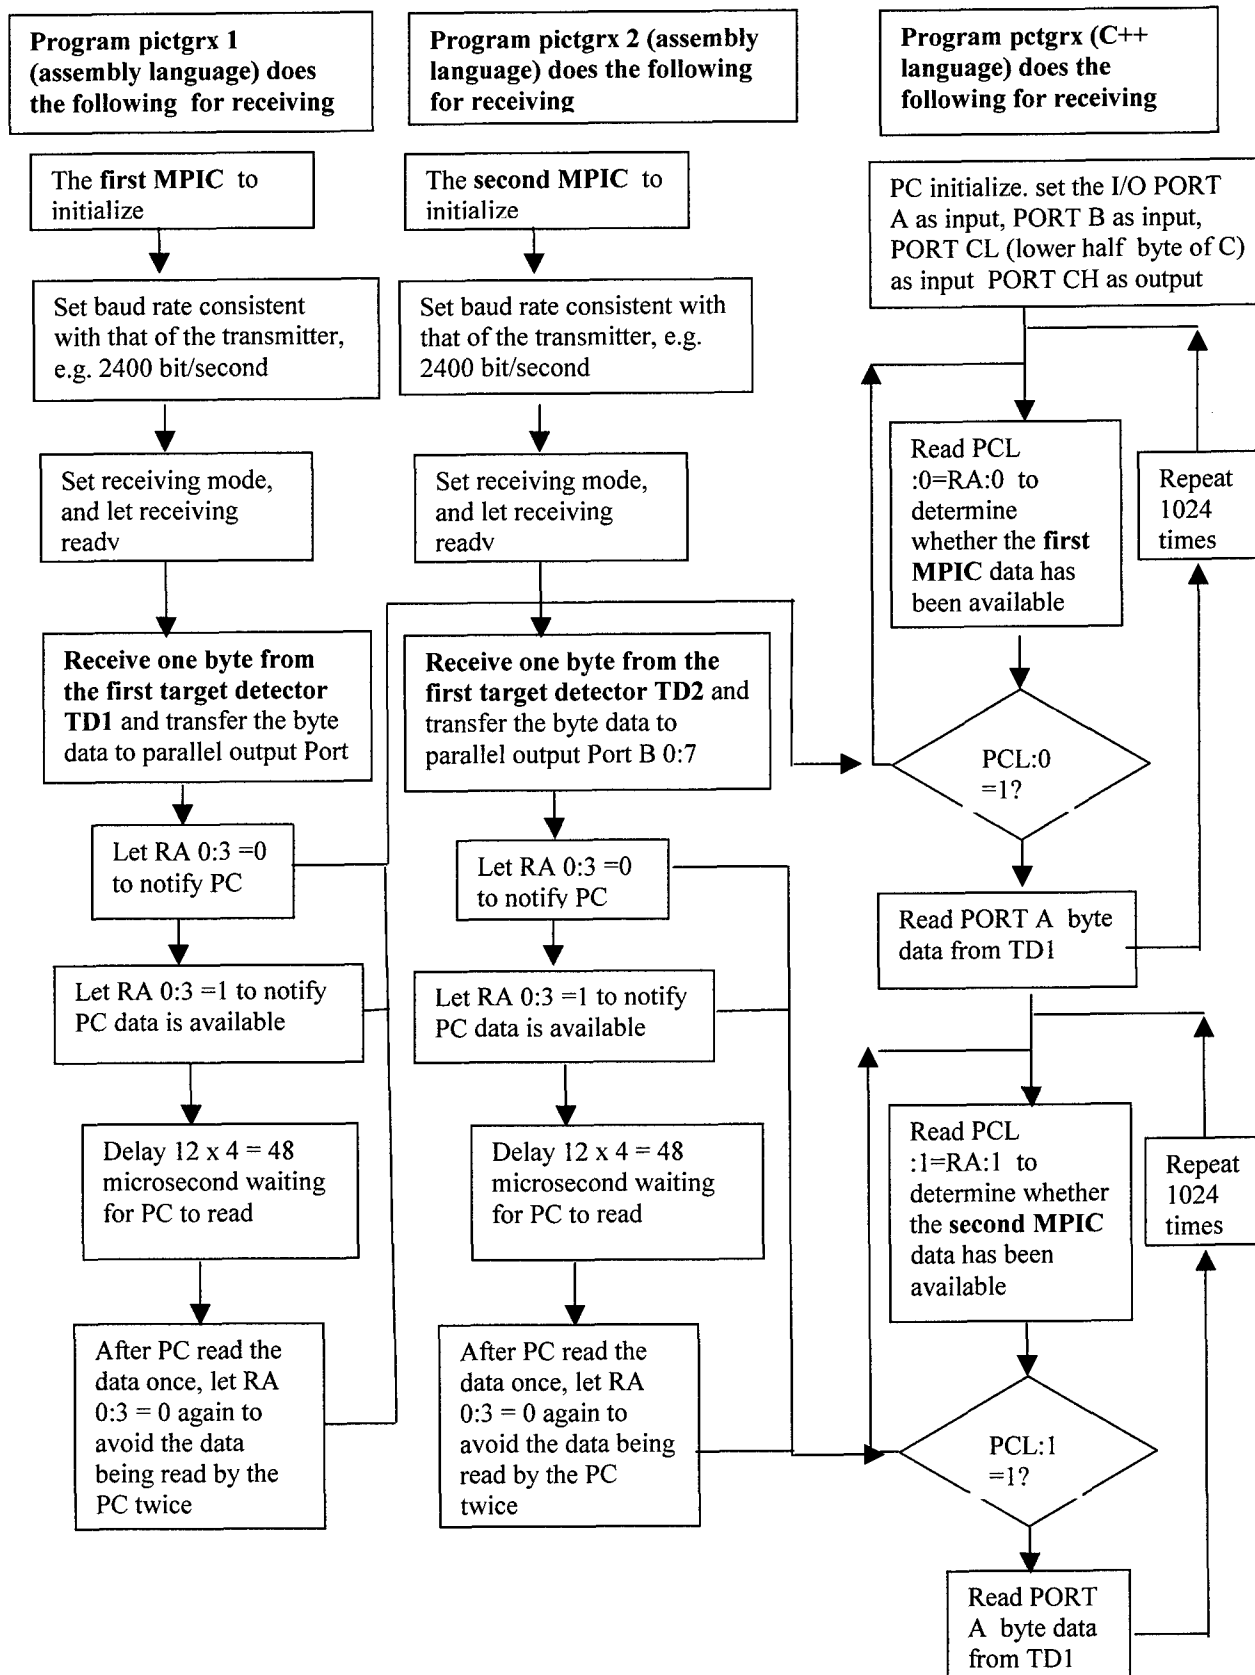 Program pictgrx 1
(assembly language) does
the following for receiving
The first MPIC to
initialize
Set baud rate consistent
with that of the transmitter,
e.g. 2400 bit/second
Set receiving mode,
and let receiving
ready
Receive one byte from
the first target detector
TD1 and transfer the byte
data to parallel output Port
Let RA 0:3 =0
to notify PC
Let RA 0:3 =1 to notify
PC data is available
Delay 12 x 4 = 48
microsecond waiting
for PC to read
After PC read the
data once, let RA
0:3 = 0 again to
avoid the data
being read by the
PC twice
Program pictgrx 2 (assembly
language) does the following
for receiving
The second MPIC to
initialize
Set baud rate consistent with
that of the transmitter, e.g.
2400 bit/second
Set receiving mode,
and let receiving
ready
Receive one byte from the
first target detector TD2 and
transfer the byte data to
parallel output Port B 0:7
Let RA 0:3 =0
to notify PC
Let RA 0:3 =1 to notify
PC data is available
Delay 12 x 4 = 48
microsecond waiting
for PC to read
After PC read the
data once, let RA
0:3 = 0 again to
avoid the data being
read by the PC
twice
Program pctgrx (C++
language) does the
following for receiving
PC initialize. set the I/O PORT
A as input, PORT B as input,
PORT CL (lower half byte of C)
as input PORT CH as output
Read PCL
:0=RA:0 to
determine
whether the first
MPIC data has
been available
Repeat
1024
times
PCL:0
=1?
Read PORT A byte
data from TD1
Read PCL
:1=RA:1 to
determine whether
the second MPIC
data has been
available
Repeat
1024
times
PCL:1
=1?
Read PORT
A byte data
from TD1